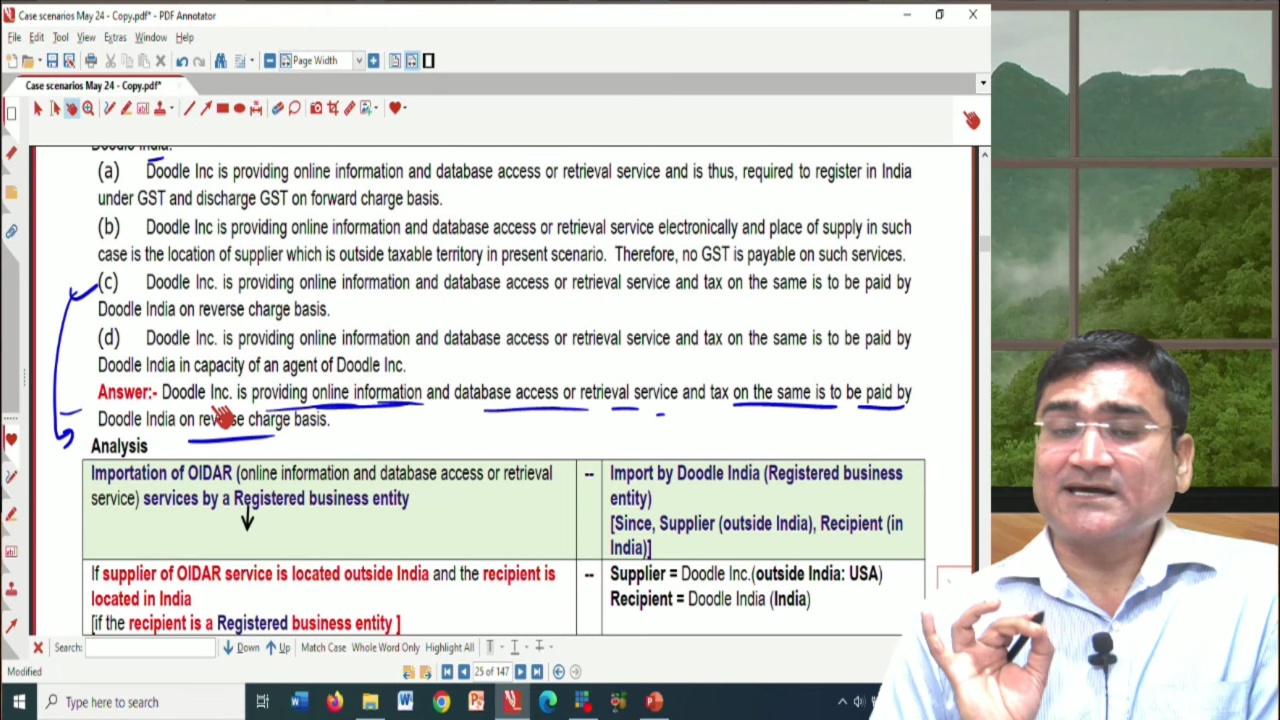 Case scenarios May 24 - Copy.pdf* - PDF Annotator
File Edit Tool View Extras Window Help
Page Width
Case scenarios May 24 - Copy.pdf*
Doodle India.
(a) Doodle Inc is providing online information and database access or retrieval service and is thus, required to register in India
under GST and discharge GST on forward charge basis.
(b) Doodle Inc is providing online information and database access or retrieval service electronically and place of supply in such
case is the location of supplier which is outside taxable territory in present scenario. Therefore, no GST is payable on such services.
(c) Doodle Inc. is providing online information and database access or retrieval service and tax on the same is to be paid by
Doodle India on reverse charge basis.
(d) Doodle Inc. is providing online information and database access or retrieval service and tax on the same is to be paid by
Doodle India in capacity of an agent of Doodle Inc.
Answer:- Doodle Inc. is providing online information and database access or retrieval service and tax on the same is to be paid by
Doodle India on reverse charge basis.
Analysis
Importation of OIDAR (online information and database access or retrieval
service) services by a Registered business entity
-- Import by Doodle India (Registered business
entity)
[Since, Supplier (outside India), Recipient (in
India)]
If supplier of OIDAR service is located outside India and the recipient is
located in India
[if the recipient is a Registered business entity ]
-- Supplier = Doodle Inc.(outside India: USA)
Recipient = Doodle India (India)
Search: Down Up Match Case Whole Word Only Highlight All
Modified 25 of 147
Type here to search